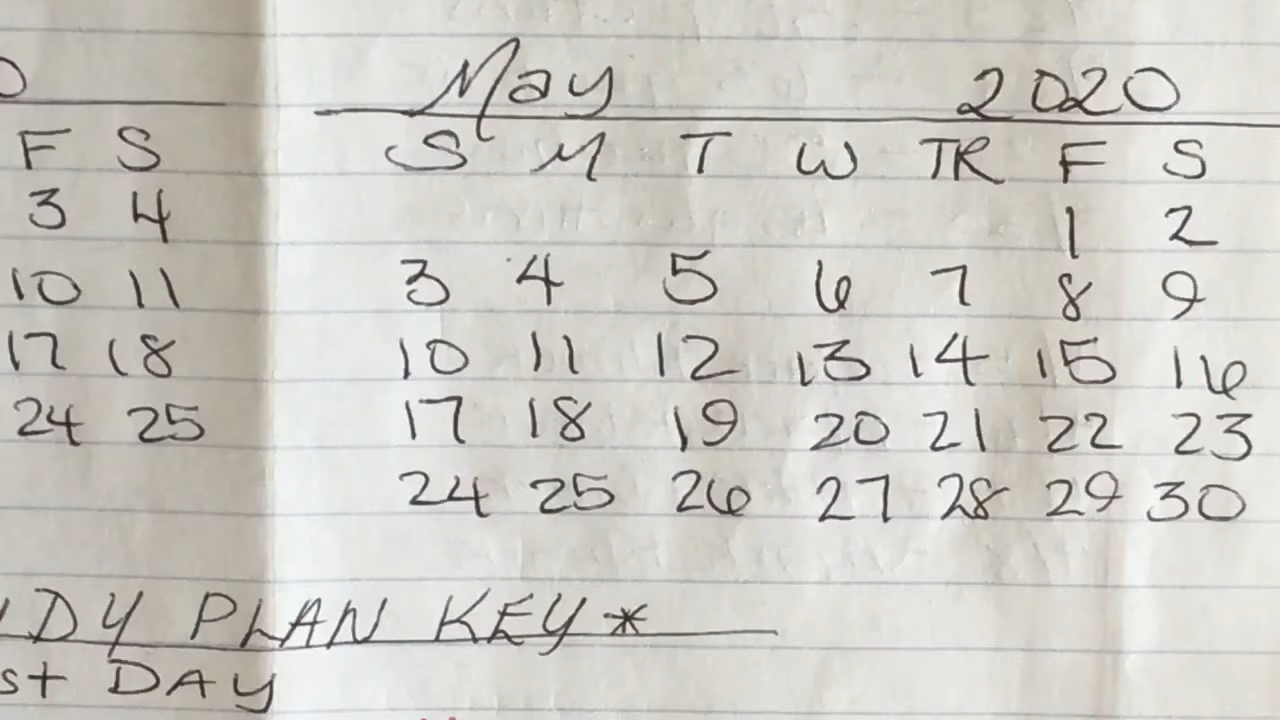 May 2020
F S S M T W TR F S
3 4 1 2
10 11 3 4 5 6 7 8 9
17 18 10 11 12 13 14 15 16
24 25 17 18 19 20 21 22 23
24 25 26 27 28 29 30
PLAN KEY*
DAY